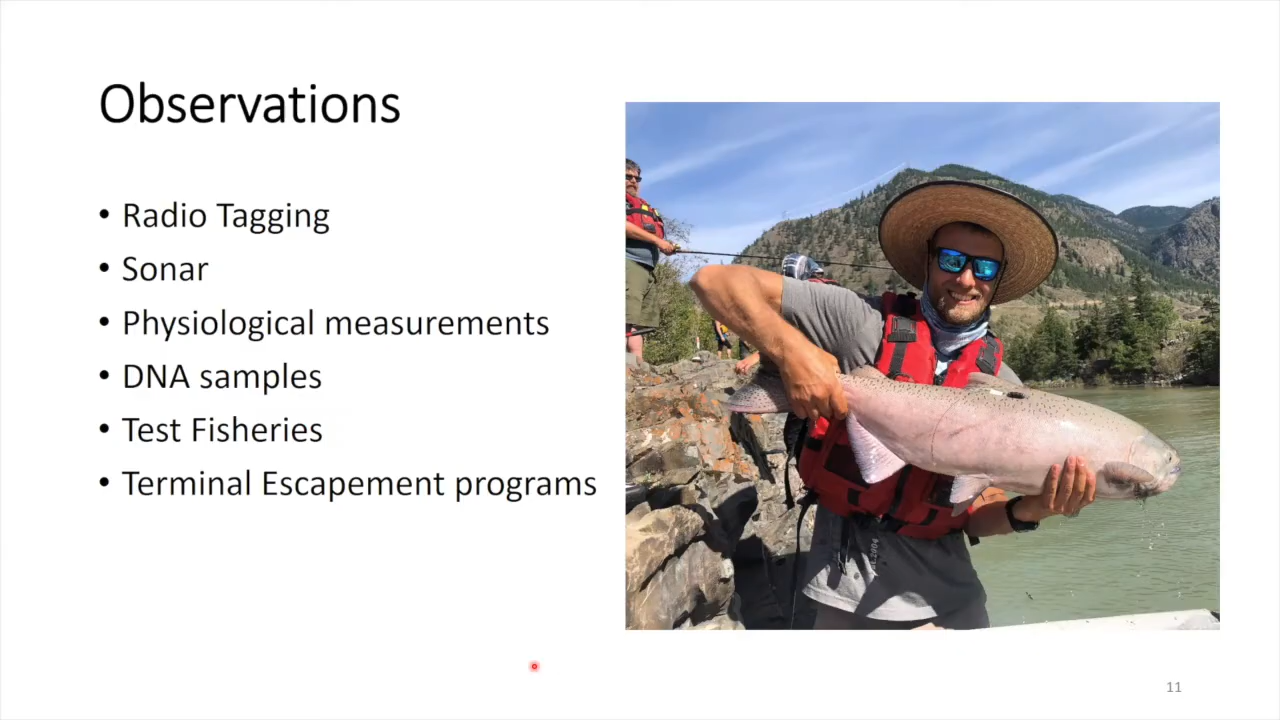 Observations
• Radio Tagging
• Sonar
• Physiological measurements
• DNA samples
• Test Fisheries
• Terminal Escapement programs
11